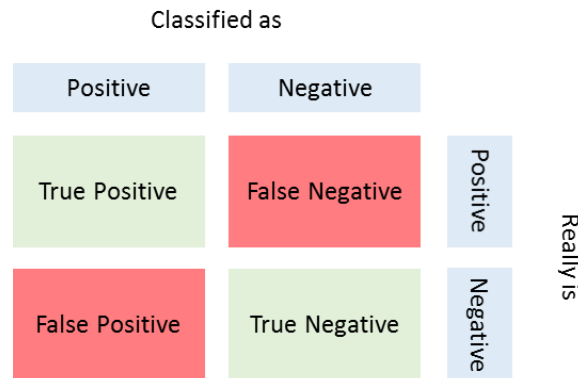 Classified as
Positive Negative
True Positive False Negative Positive
Really is
False Positive True Negative Negative